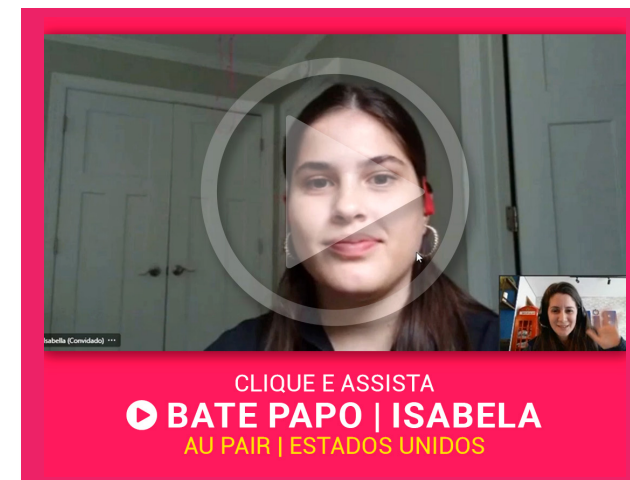 Isabella (Convidado) ···
CLIQUE E ASSISTA
BATE PAPO | ISABELA
AU PAIR | ESTADOS UNIDOS